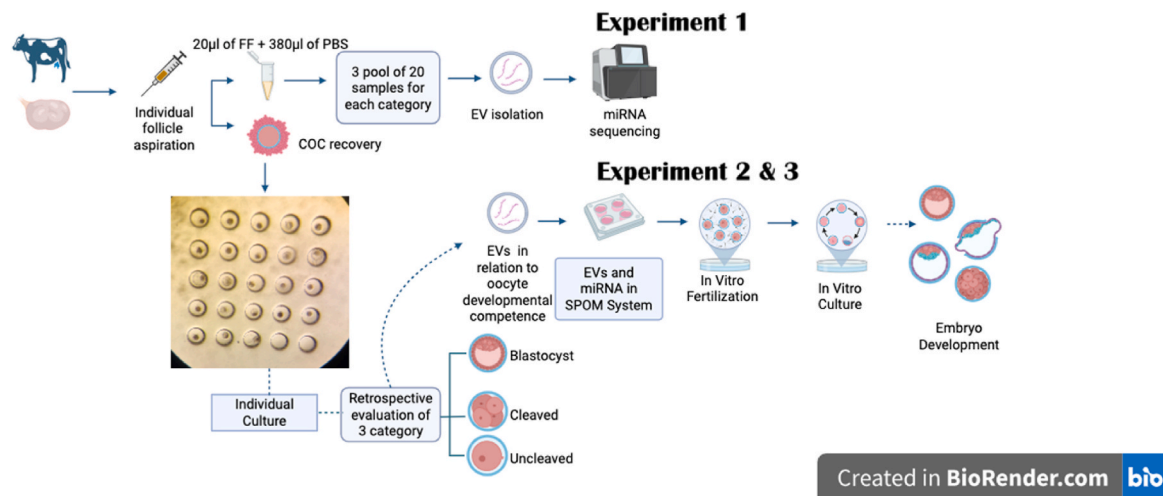 Experiment 1
20µl of FF + 380µl of PBS
3 pool of 20
samples for
each category
Individual
follicle
aspiration
EV isolation
miRNA
sequencing
COC recovery
Experiment 2 & 3
EVs in
relation to
oocyte
developmental
competence
EVs and
miRNA in
SPOM System
In Vitro
Fertilization
In Vitro
Culture
Embryo
Development
Blastocyst
Individual
Culture
Retrospective
evaluation of
3 category
Cleaved
Uncleaved
Created in BioRender.com bio